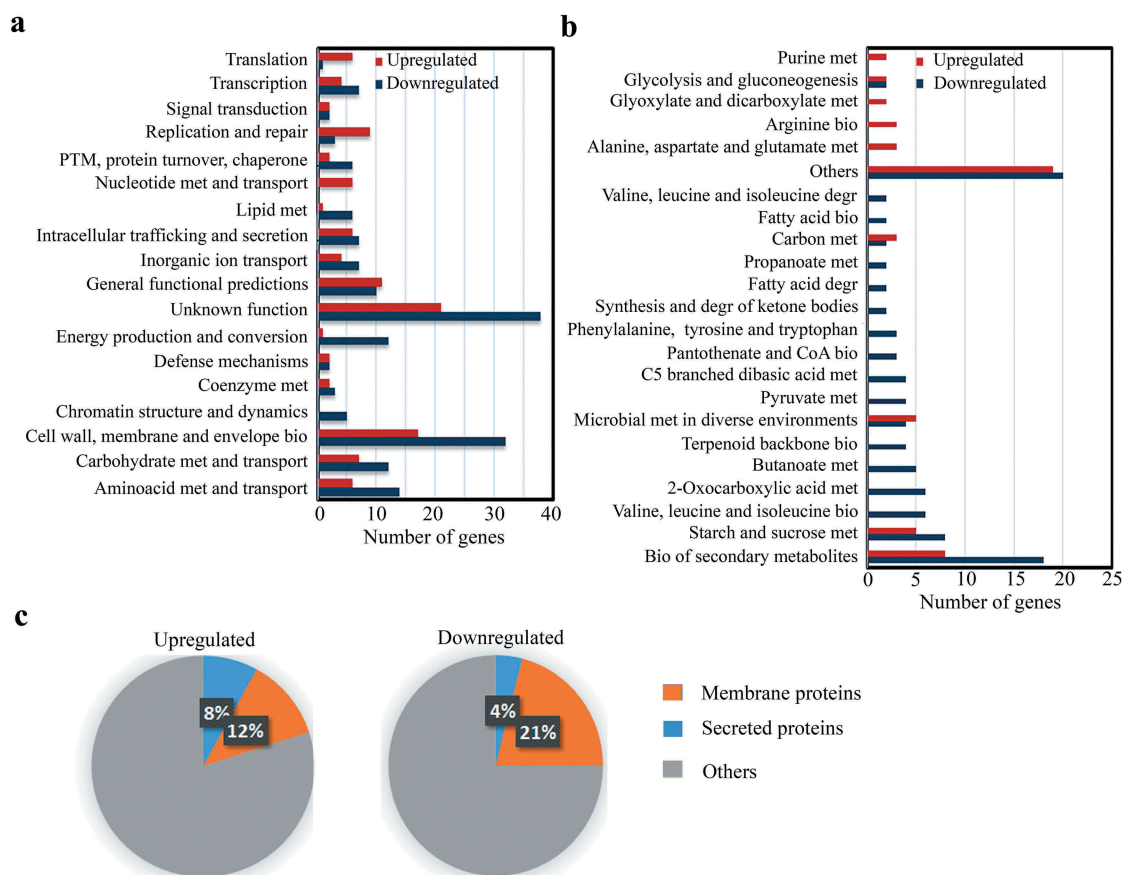 a
Translation
Transcription
Signal transduction
Replication and repair
PTM, protein turnover, chaperone
Nucleotide met and transport
Lipid met
Intracellular trafficking and secretion
Inorganic ion transport
General functional predictions
Unknown function
Energy production and conversion
Defense mechanisms
Coenzyme met
Chromatin structure and dynamics
Cell wall, membrane and envelope bio
Carbohydrate met and transport
Aminoacid met and transport
Upregulated
Downregulated
0 10 20 30 40
Number of genes
b
Purine met
Glycolysis and gluconeogenesis
Glyoxylate and dicarboxylate met
Arginine bio
Alanine, aspartate and glutamate met
Others
Valine, leucine and isoleucine degr
Fatty acid bio
Carbon met
Propanoate met
Fatty acid degr
Synthesis and degr of ketone bodies
Phenylalanine, tyrosine and tryptophan
Pantothenate and CoA bio
C5 branched dibasic acid met
Pyruvate met
Microbial met in diverse environments
Terpenoid backbone bio
Butanoate met
2-Oxocarboxylic acid met
Valine, leucine and isoleucine bio
Starch and sucrose met
Bio of secondary metabolites
Upregulated
Downregulated
0 5 10 15 20 25
Number of genes
c
Upregulated
8%
12%
Downregulated
4%
21%
Membrane proteins
Secreted proteins
Others